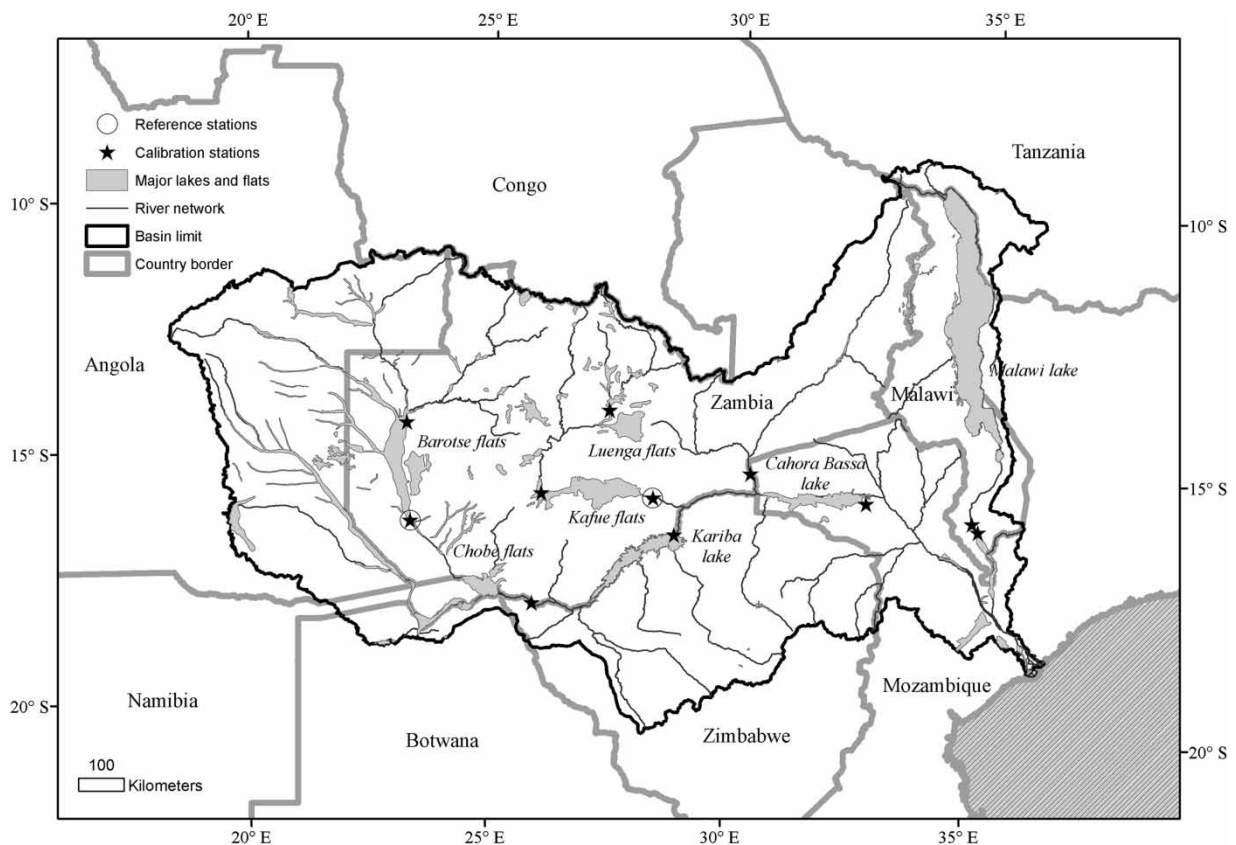 20° E 25° E 30° E 35° E
Reference stations
Calibration stations
Major lakes and flats
River network
Basin limit
Country border
Tanzania
Congo
10° S
10° S
Angola
Zambia
Malawi
Malawi lake
Barotse flats
Luenga flats
Cahora Bassa
lake
15° S
15° S
Kafue flats
Kariba
lake
Chobe flats
Namibia
Botwana
Zimbabwe
Mozambique
20° S
20° S
100
Kilometers
20° E 25° E 30° E 35° E